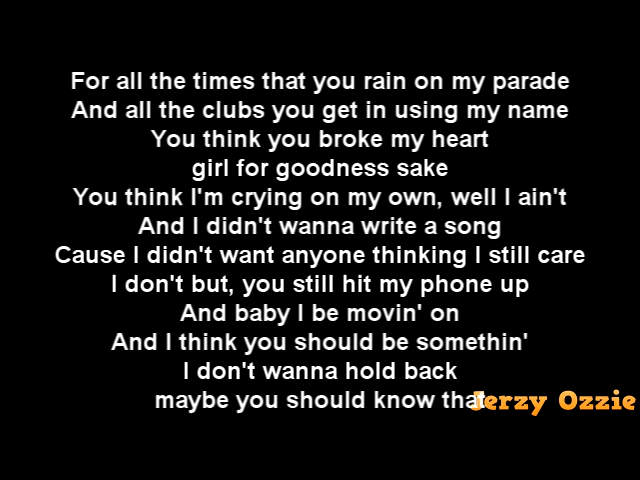 For all the times that you rain on my parade
And all the clubs you get in using my name
You think you broke my heart
girl for goodness sake
You think I'm crying on my own, well I ain't
And I didn't wanna write a song
Cause I didn't want anyone thinking I still care
I don't but, you still hit my phone up
And baby I be movin' on
And I think you should be somethin'
I don't wanna hold back
maybe you should know that
Jerzy Ozzie